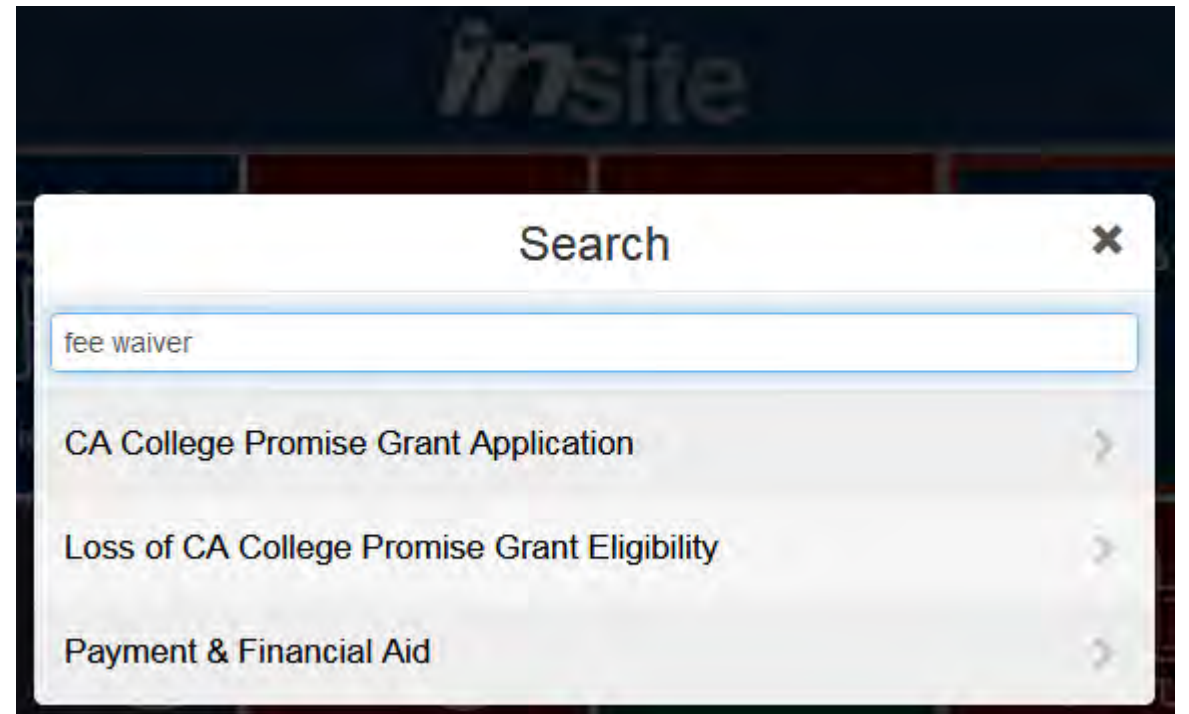 insite
Search
fee waiver
CA College Promise Grant Application
Loss of CA College Promise Grant Eligibility
Payment & Financial Aid